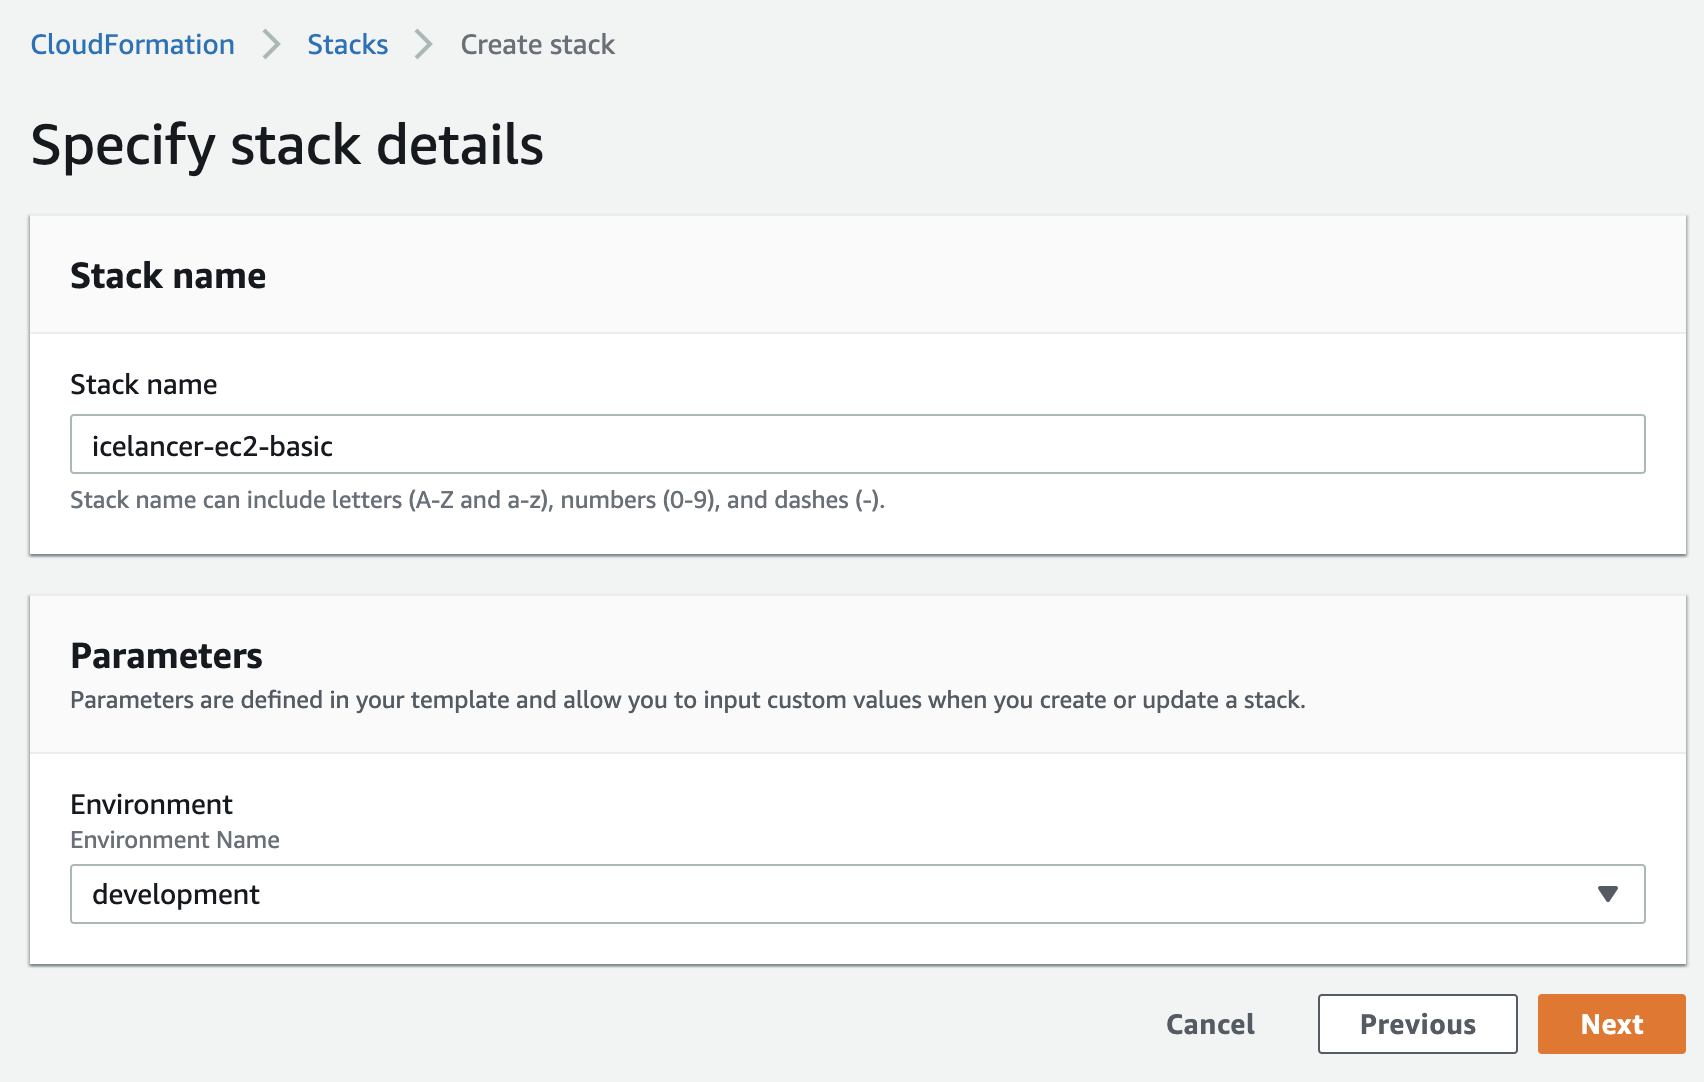 CloudFormation > Stacks > Create stack
Specify stack details
Stack name
Stack name
icelancer-ec2-basic
Stack name can include letters (A-Z and a-z), numbers (0-9), and dashes (-).
Parameters
Parameters are defined in your template and allow you to input custom values when you create or update a stack.
Environment
Environment Name
development
Cancel Previous Next